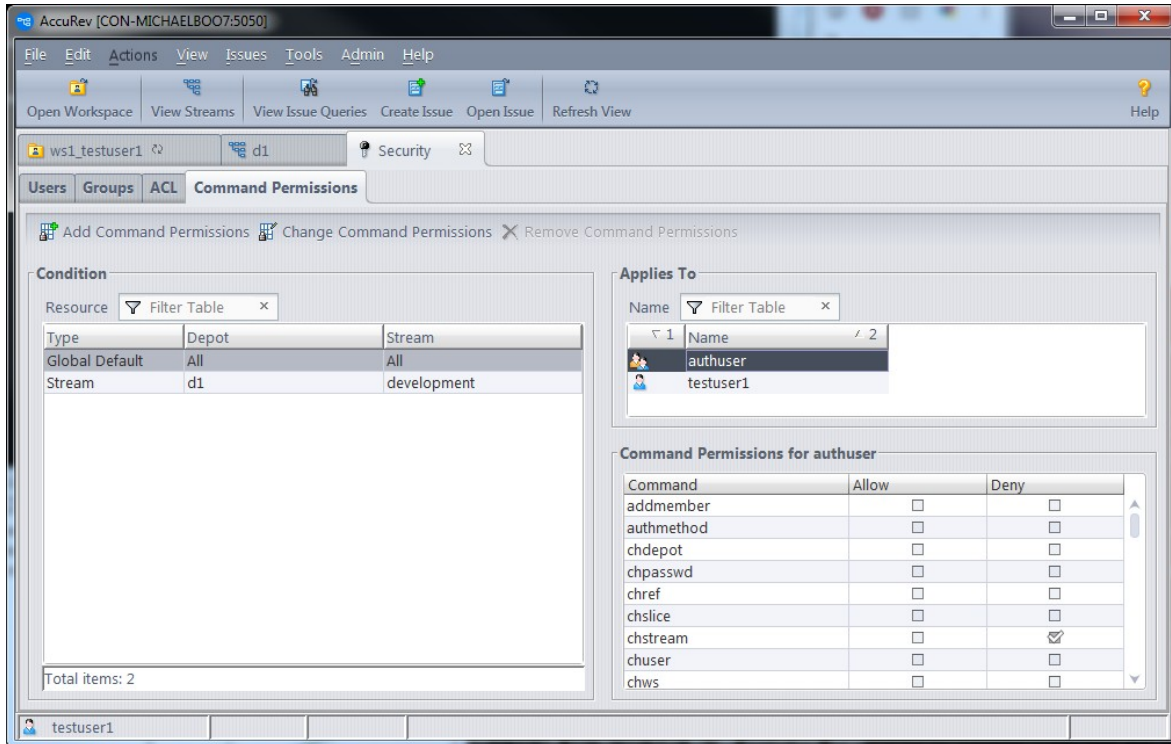 AccuRev [CON-MICHAELBOO7:5050]
File Edit Actions View Issues Tools Admin Help
Open Workspace View Streams View Issue Queries Create Issue Open Issue Refresh View Help
ws1_testuser1 d1 Security
Users Groups ACL Command Permissions
Add Command Permissions Change Command Permissions Remove Command Permissions
Condition
Resource Filter Table
Type Depot Stream
Global Default All All
Stream d1 development
Total items: 2
Applies To
Name Filter Table
1 Name 2
authuser
testuser1
Command Permissions for authuser
Command Allow Deny
addmember
authmethod
chdepot
chpasswd
chref
chslice
chstream
chuser
chws
testuser1